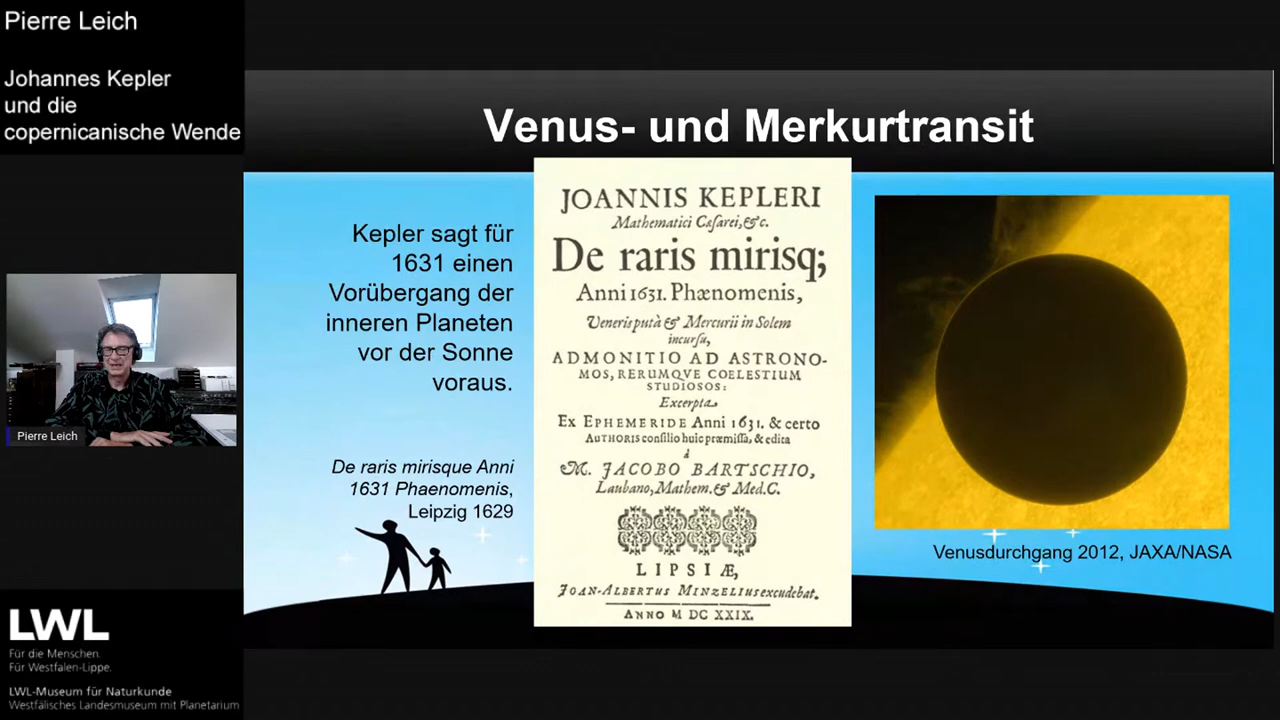 Pierre Leich
Johannes Kepler
und die
copernicanische Wende
Pierre Leich
LWL
Für die Menschen.
Für Westfalen-Lippe.
LWL-Museum für Naturkunde
Westfälisches Landesmuseum mit Planetarium
Venus- und Merkurtransit
Kepler sagt für
1631 einen
Vorübergang der
inneren Planeten
vor der Sonne
voraus.
De raris mirisque Anni
1631 Phaenomenis,
Leipzig 1629
JOANNIS KEPLERI
Mathematici Cæſarei, &c.
De raris mirisq;
Anni 1631. Phænomenis,
Veneris putà & Mercurii in Solem
incurſu,
ADMONITIO AD ASTRONO-
MOS, RERUMQVE COELESTIUM
STUDIOSOS:
Excerpta
Ex EPHEMERIDE Anni 1631. & certo
AUTHORIS conſilio huic præmiſſa, & edita
à
M. JACOBO BARTSCHIO,
Laubano, Mathem. & Med. C.
LIPSIÆ,
JOAN-ALBERTUS MINZELIUS excudebat.
ANNO M DC XXIX.
Venusdurchgang 2012, JAXA/NASA